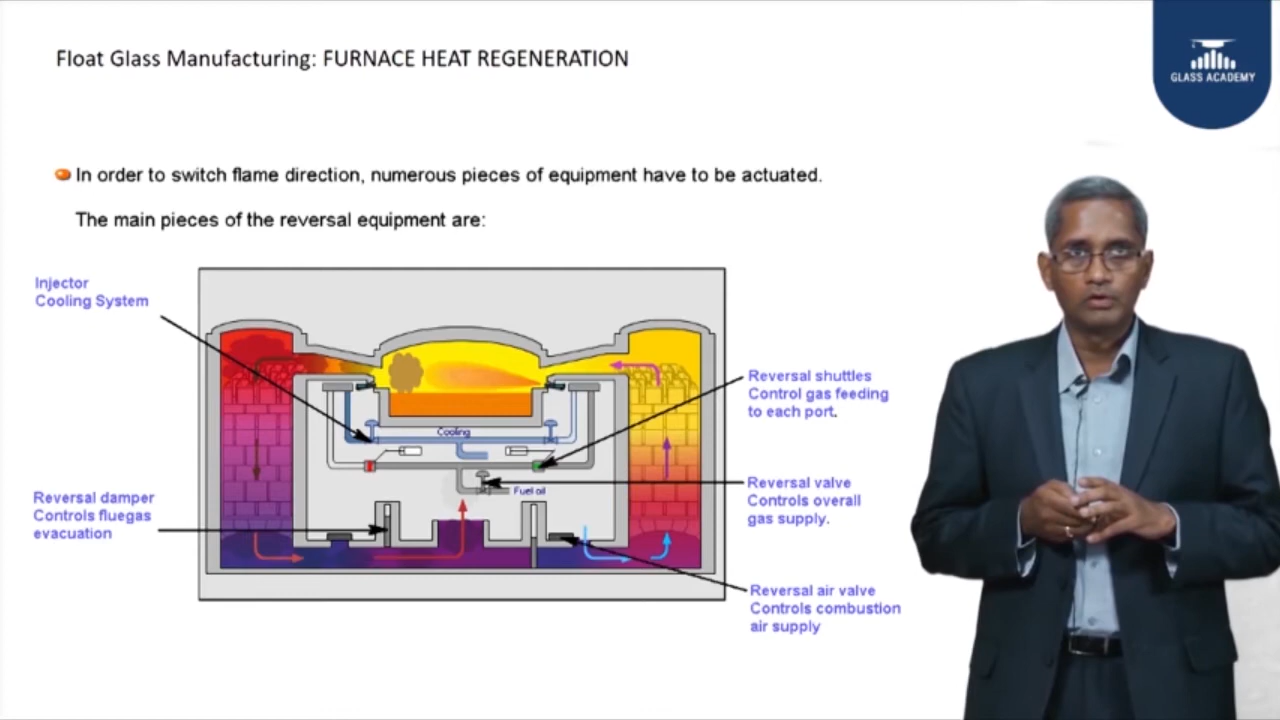 Float Glass Manufacturing: FURNACE HEAT REGENERATION
GLASS ACADEMY
In order to switch flame direction, numerous pieces of equipment have to be actuated.
The main pieces of the reversal equipment are:
Injector
Cooling System
Reversal shuttles
Control gas feeding
to each port.
Cooling
Reversal valve
Controls overall
gas supply.
Fuel oil
Reversal damper
Controls fluegas
evacuation
Reversal air valve
Controls combustion
air supply